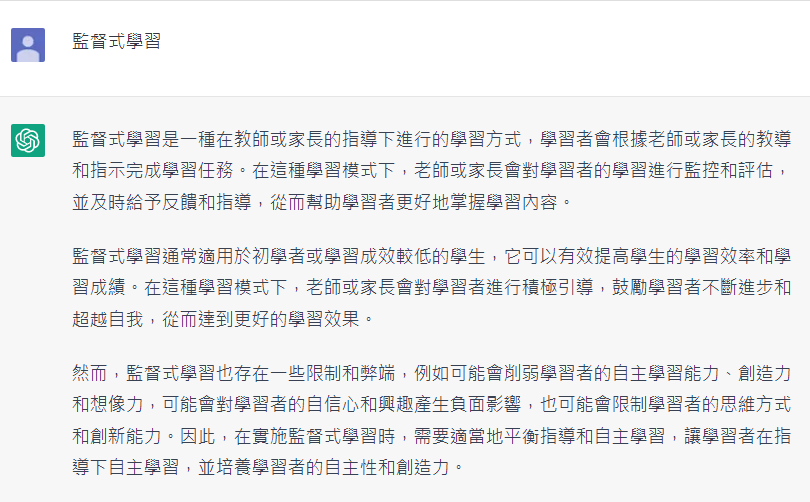 監督式學習
監督式學習是一種在教師或家長的指導下進行的學習方式，學習者會根據老師或家長的教導
和指示完成學習任務。在這種學習模式下，老師或家長會對學習者的學習進行監控和評估，
並及時給予反饋和指導，從而幫助學習者更好地掌握學習內容。
監督式學習通常適用於初學者或學習成效較低的學生，它可以有效提高學生的學習效率和學
習成績。在這種學習模式下，老師或家長會對學習者進行積極引導，鼓勵學習者不斷進步和
超越自我，從而達到更好的學習效果。
然而，監督式學習也存在一些限制和弊端，例如可能會削弱學習者的自主學習能力、創造力
和想像力，可能會對學習者的自信心和興趣產生負面影響，也可能會限制學習者的思維方式
和創新能力。因此，在實施監督式學習時，需要適當地平衡指導和自主學習，讓學習者在指
導下自主學習，並培養學習者的自主性和創造力。